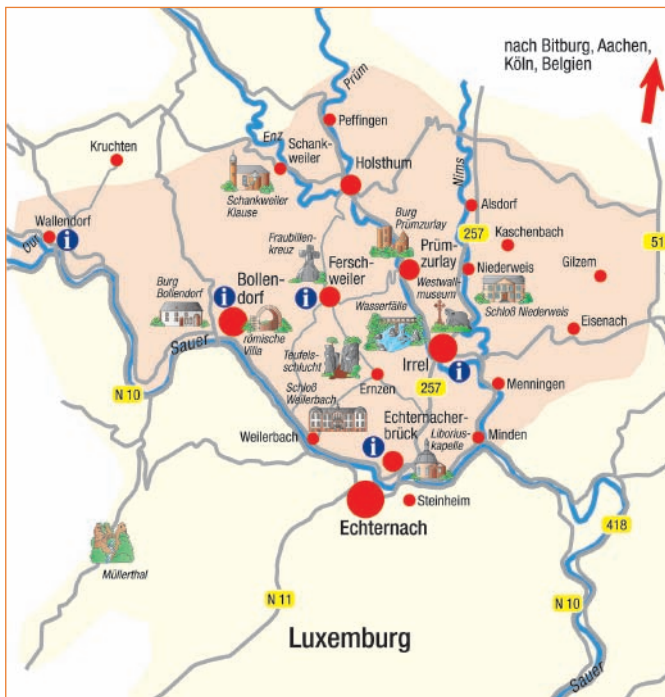 nach Bitburg, Aachen,
Köln, Belgien
Prüm
Peffingen
Enz
Schank-
weiler
Kruchten
Holsthum
Nims
Schankweiler
Klause
Alsdorf
Burg
Prümzurlay
Wallendorf
Our
i
257
Kaschenbach
51
Fraubillen-
kreuz
Fersch-
weiler
i
Prüm-
zurlay
Niederweis
Gilzem
Westwall-
museum
Schloß Niederweis
Burg
Bollendorf
Bollen-
dorf
i
römische
Villa
Wasserfälle
Eisenach
Sauer
Teufels-
schlucht
Irrel
i
N 10
Ernzen
257
Menningen
Schloß
Weilerbach
Echternacher-
brück
i
Liborius-
kapelle
Weilerbach
Minden
Steinheim
Echternach
418
Müllerthal
N 11
N 10
Luxemburg
Sauer